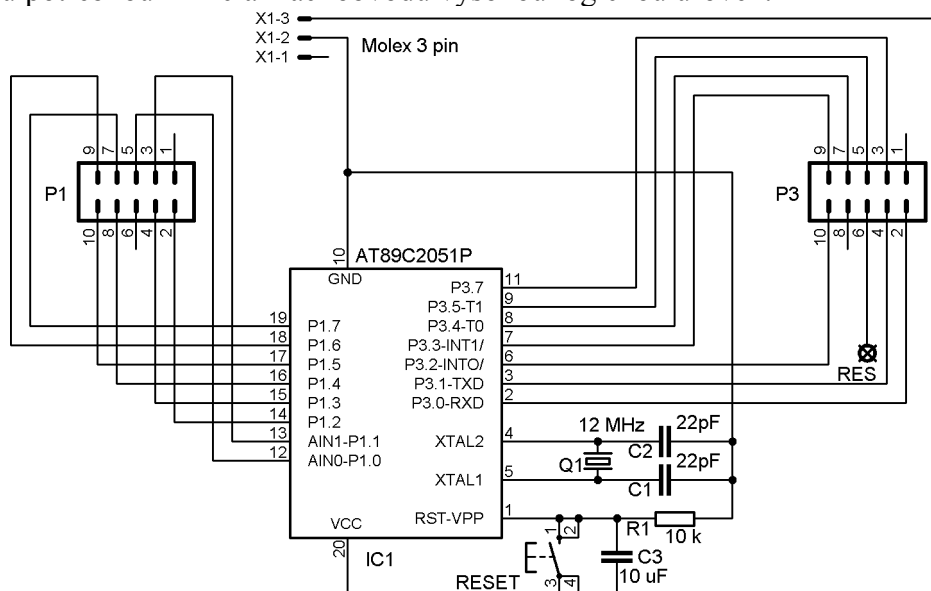 X1-3
X1-2
X1-1
Molex 3 pin
9 7 5 3 1
P1
10 8 6 4 2
9 7 5 3 1
P3
10 8 6 4 2
10
AT89C2051P
GND
P3.7 11
P3.5-T1 9
19 P1.7
P3.4-T0 8
18 P1.6
P3.3-INT1/ 7
17 P1.5
P3.2-INTO/ 6
16 P1.4
P3.1-TXD 3
15 P1.3
P3.0-RXD 2
14 P1.2
13 AIN1-P1.1
12 AIN0-P1.0
RES
XTAL2 4
12 MHz
22pF
C2
Q1
22pF
XTAL1 5
C1
RST-VPP 1
VCC
20
IC1
1 2
R1
10 k
C3
10 uF
RESET
3 4